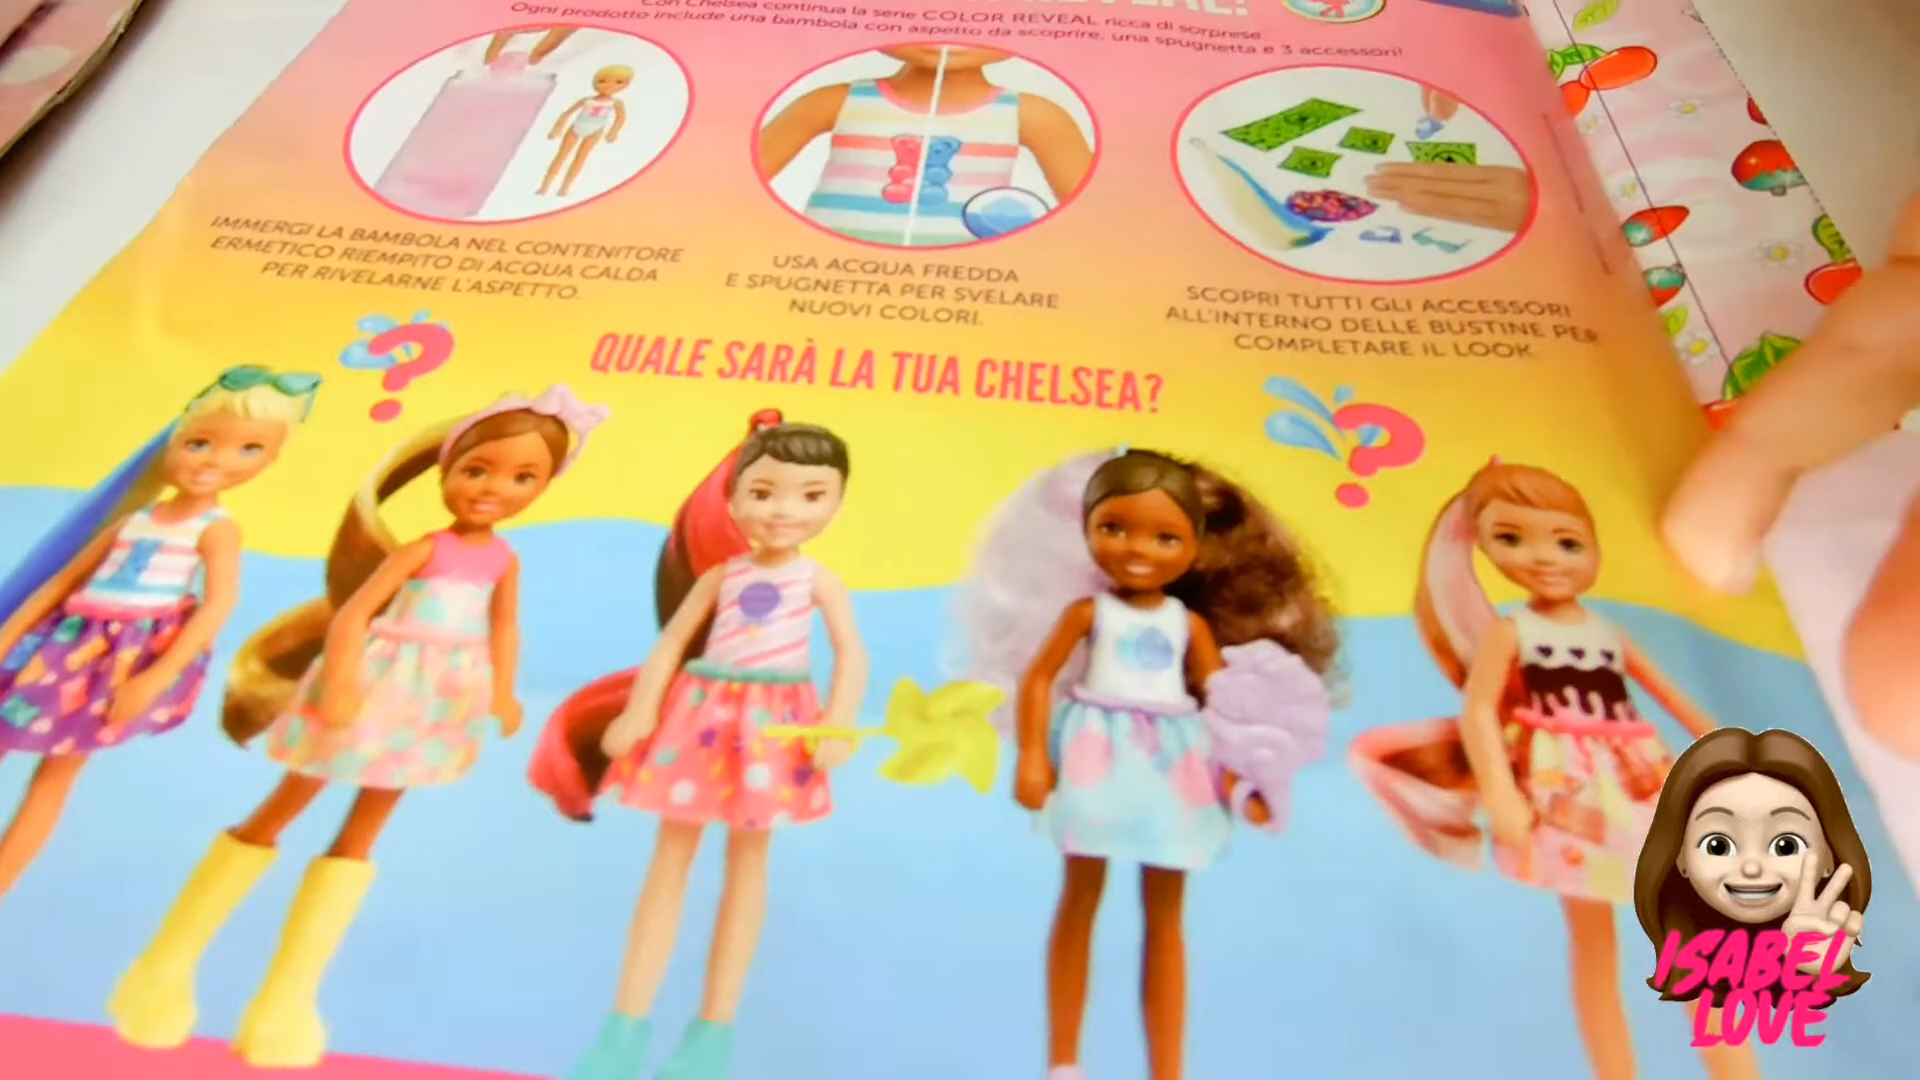 Con Chelsea continua la serie COLOR REVEAL ricca di sorprese.
Ogni prodotto include una bambola con aspetto da scoprire, una spugnetta e 3 accessori!
IMMERGI LA BAMBOLA NEL CONTENITORE
ERMETICO RIEMPITO DI ACQUA CALDA
PER RIVELARNE L'ASPETTO.
USA ACQUA FREDDA
E SPUGNETTA PER SVELARE
NUOVI COLORI.
SCOPRI TUTTI GLI ACCESSORI
ALL'INTERNO DELLE BUSTINE PER
COMPLETARE IL LOOK.
QUALE SARÀ LA TUA CHELSEA?
ISABEL
LOVE